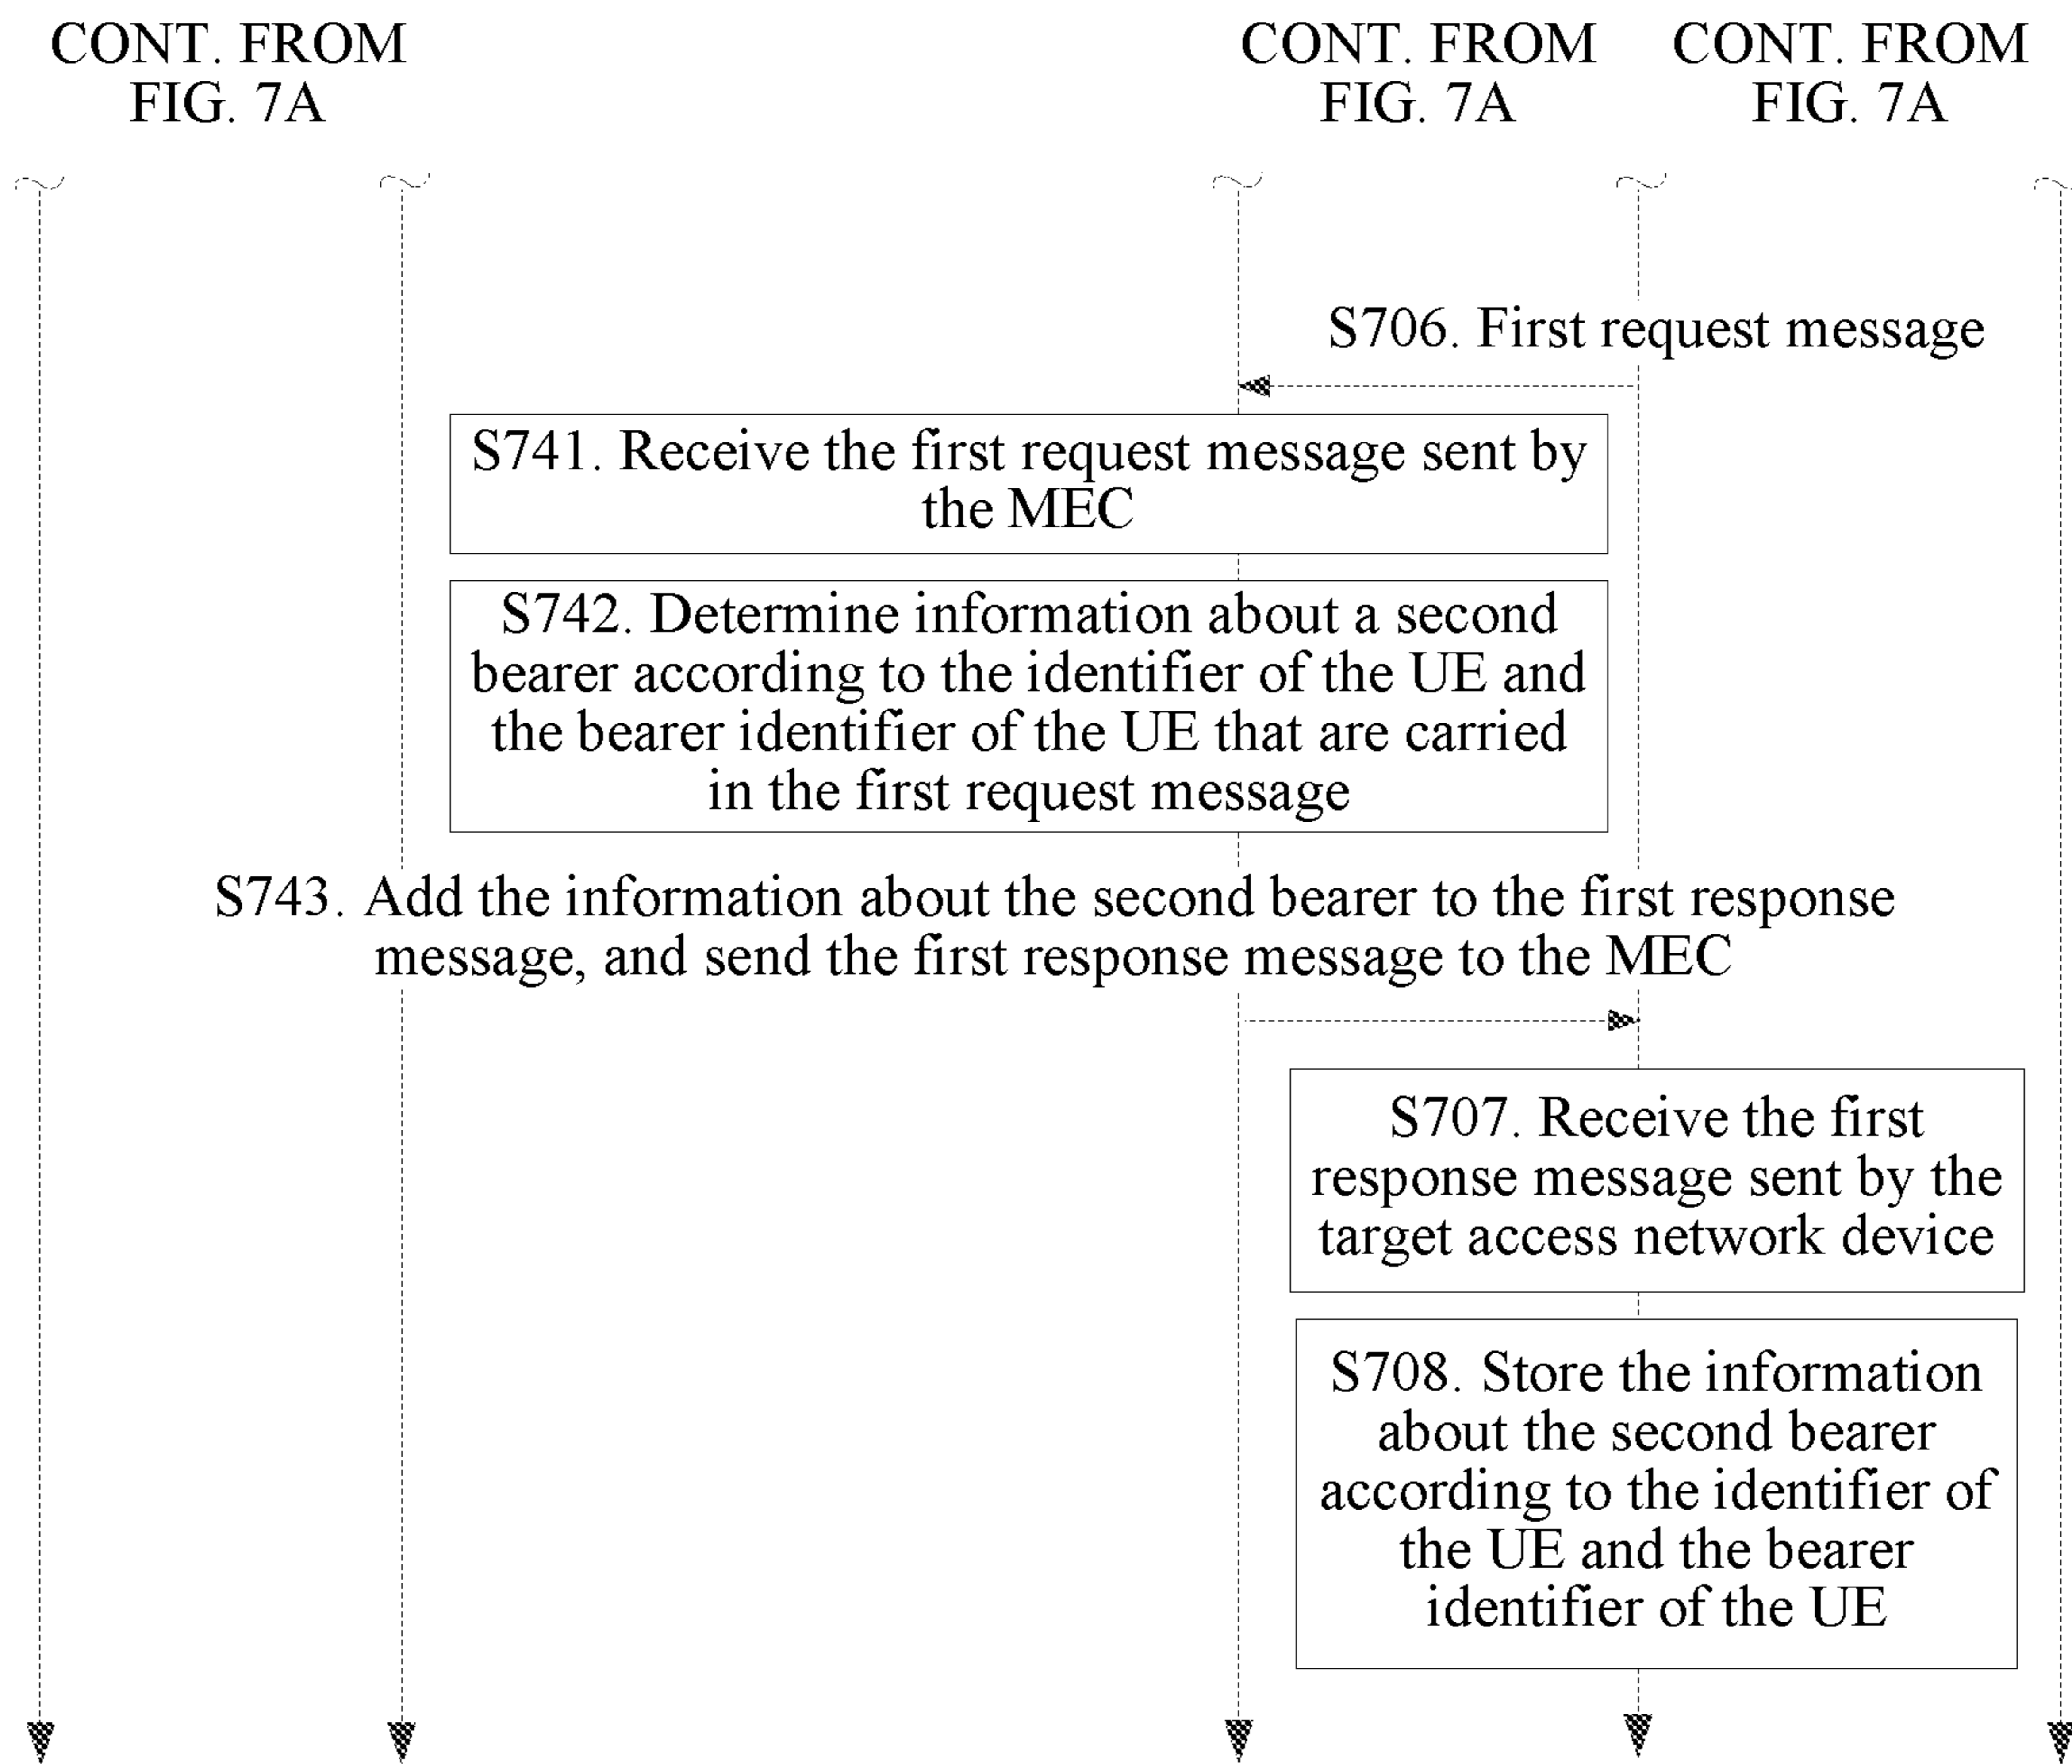 CONT. FROM
FIG. 7A
CONT. FROM
FIG. 7A
CONT. FROM
FIG. 7A
S706. First request message
S741. Receive the first request message sent by
the MEC
S742. Determine information about a second
bearer according to the identifier of the UE and
the bearer identifier of the UE that are carried
in the first request message
S743. Add the information about the second bearer to the first response
message, and send the first response message to the MEC
S707. Receive the first
response message sent by the
target access network device
S708. Store the information
about the second bearer
according to the identifier of
the UE and the bearer
identifier of the UE